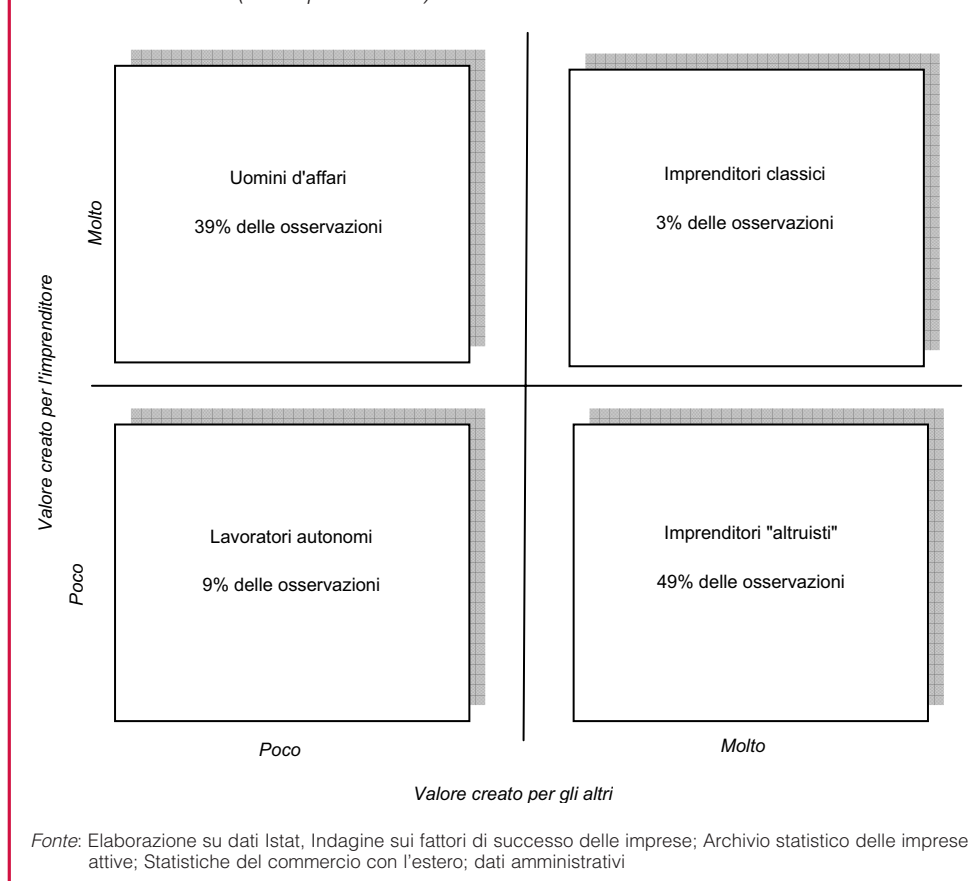 Uomini d'affari
39% delle osservazioni
Imprenditori classici
3% delle osservazioni
Molto
Valore creato per l'imprenditore
Lavoratori autonomi
9% delle osservazioni
Imprenditori "altruisti"
49% delle osservazioni
Poco
Poco
Molto
Valore creato per gli altri
Fonte: Elaborazione su dati Istat, Indagine sui fattori di successo delle imprese; Archivio statistico delle imprese
attive; Statistiche del commercio con l'estero; dati amministrativi